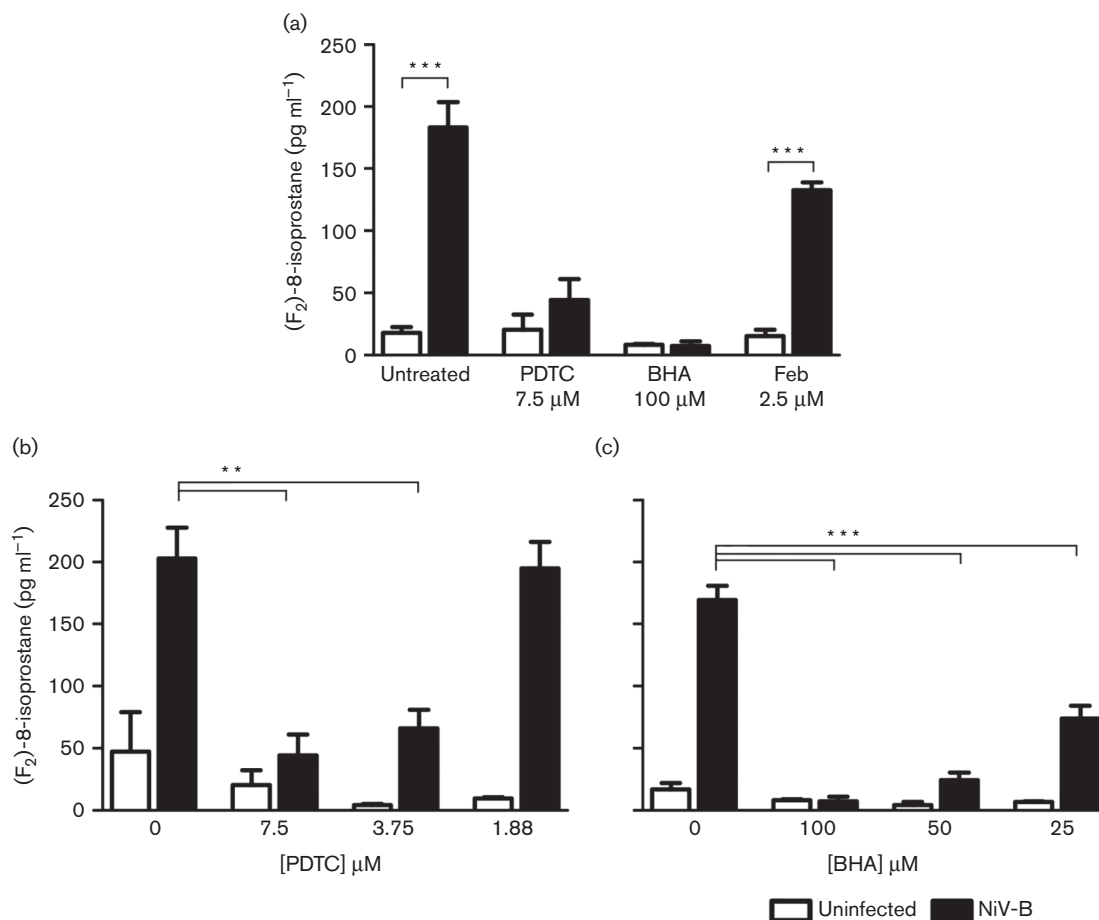 (a)
(F₂)-8-isoprostane (pg ml⁻¹)
250
200
150
100
50
0
***
***
Untreated PDTC BHA Feb
7.5 μM 100 μM 2.5 μM
(b)
(F₂)-8-isoprostane (pg ml⁻¹)
250
200
150
100
50
0
**
0 7.5 3.75 1.88
[PDTC] μM
(c)
***
0 100 50 25
[BHA] μM
Uninfected NiV-B